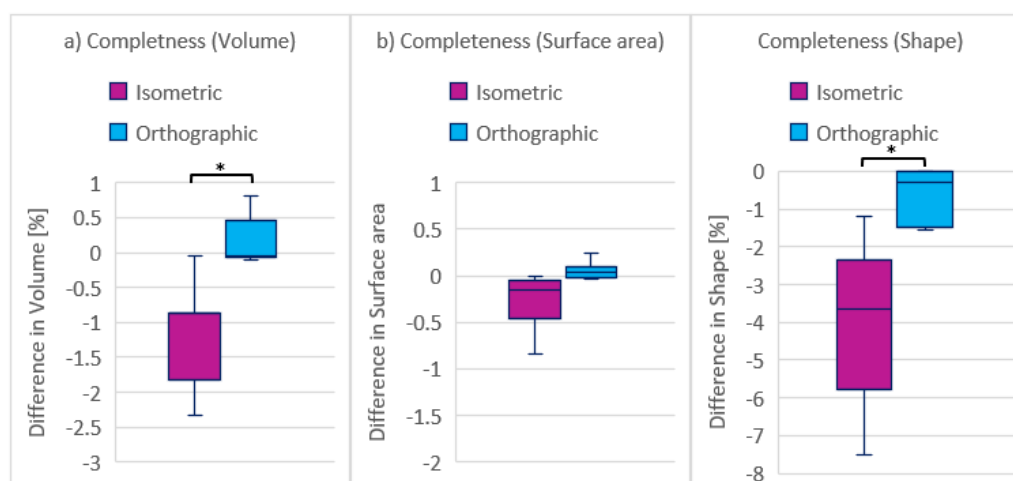 a) Completness (Volume)
Isometric
Orthographic
*
Difference in Volume [%]
1
0.5
0
-0.5
-1
-1.5
-2
-2.5
-3
b) Completeness (Surface area)
Isometric
Orthographic
Difference in Surface area
1
0.5
0
-0.5
-1
-1.5
-2
Completeness (Shape)
Isometric
Orthographic
*
Difference in Shape [%]
0
-1
-2
-3
-4
-5
-6
-7
-8